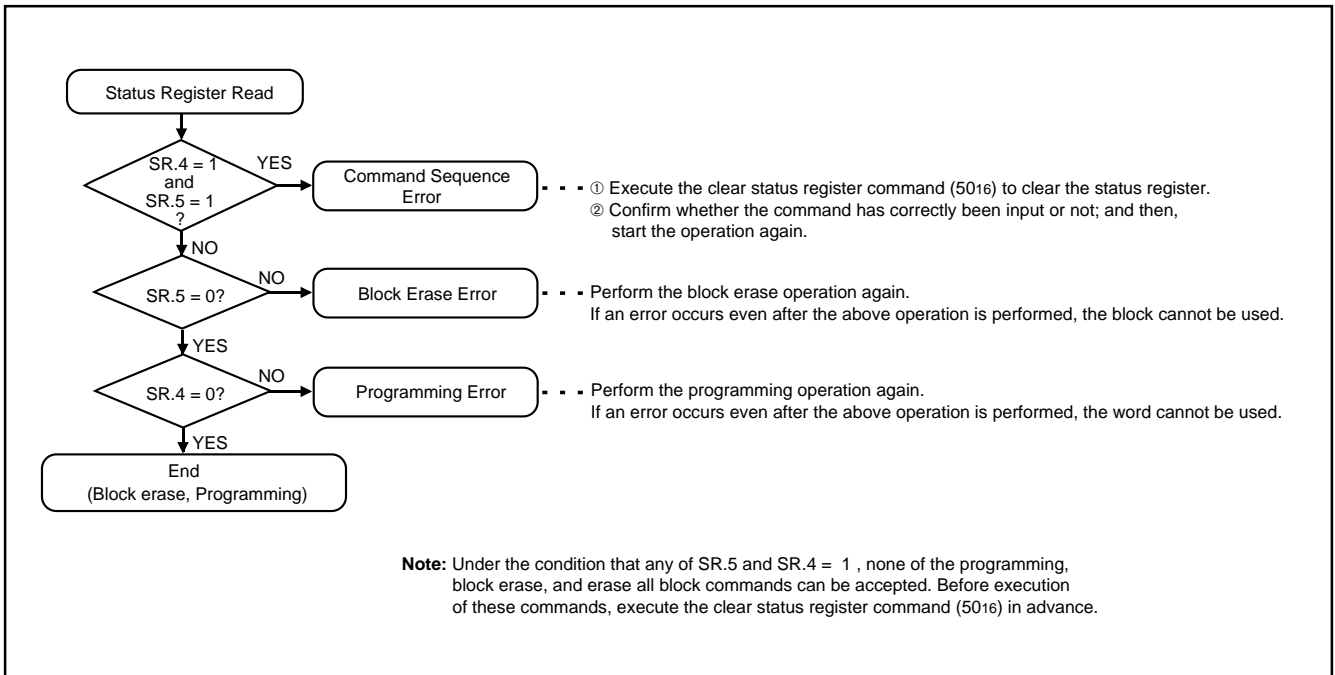 Status Register Read
SR.4 = 1
and
SR.5 = 1
?
YES
Command Sequence
Error
① Execute the clear status register command (5016) to clear the status register.
② Confirm whether the command has correctly been input or not; and then,
start the operation again.
NO
SR.5 = 0?
NO
Block Erase Error
Perform the block erase operation again.
If an error occurs even after the above operation is performed, the block cannot be used.
YES
SR.4 = 0?
NO
Programming Error
Perform the programming operation again.
If an error occurs even after the above operation is performed, the word cannot be used.
YES
End
(Block erase, Programming)
Note: Under the condition that any of SR.5 and SR.4 = 1 , none of the programming,
block erase, and erase all block commands can be accepted. Before execution
of these commands, execute the clear status register command (5016) in advance.